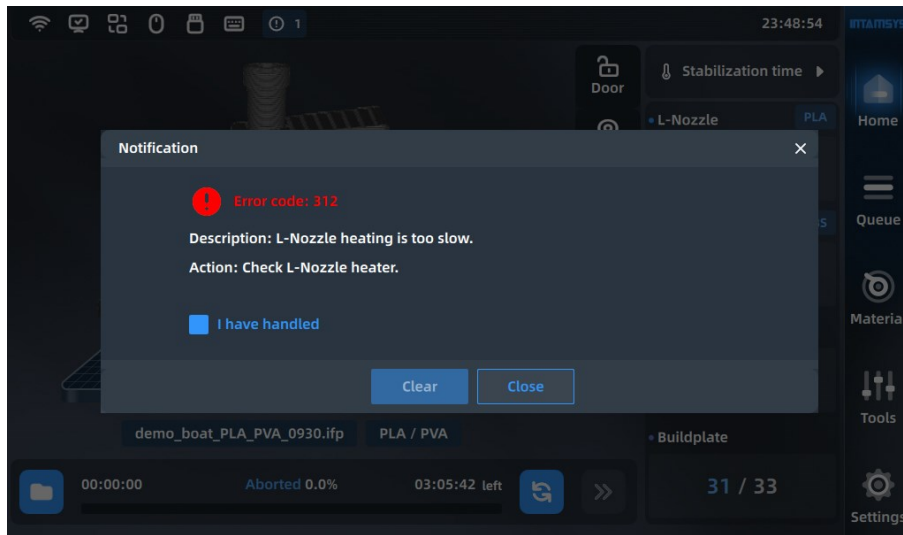 1
23:48:54
INTAMSYS
Door
Stabilization time
L-Nozzle PLA
Home
Notification
Error code: 312
Description: L-Nozzle heating is too slow.
Action: Check L-Nozzle heater.
I have handled
Clear
Close
Queue
Material
Tools
Settings
demo_boat_PLA_PVA_0930.ifp
PLA / PVA
Buildplate
31 / 33
00:00:00
Aborted 0.0%
03:05:42 left